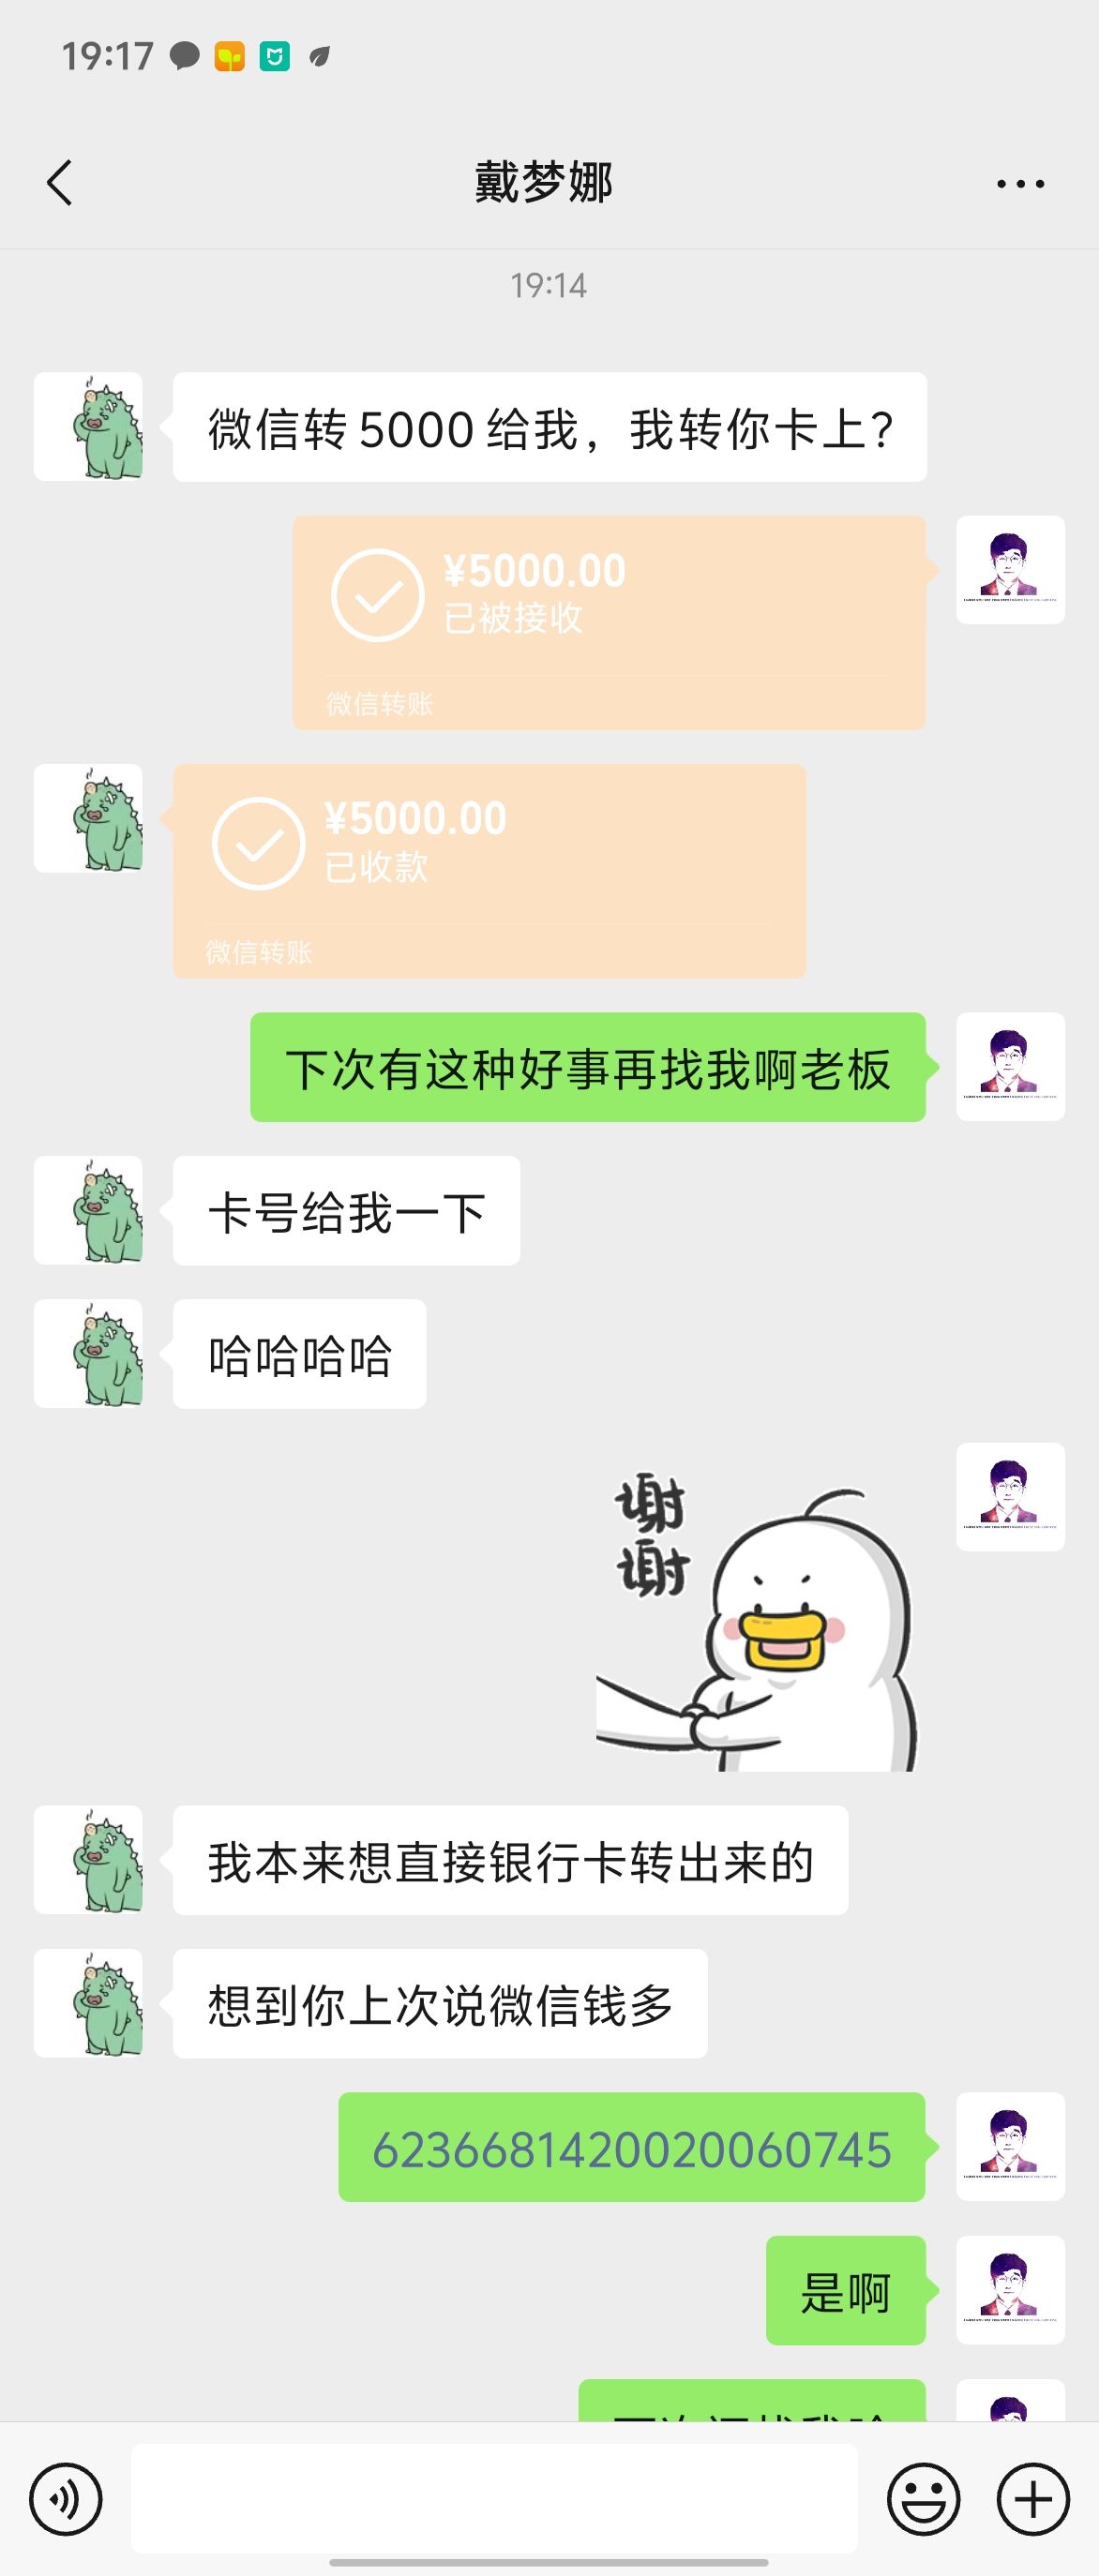 19:17
戴梦娜
19:14
微信转5000给我，我转你卡上？
¥5000.00
已被接收
微信转账
¥5000.00
已收款
微信转账
下次有这种好事再找我啊老板
卡号给我一下
哈哈哈哈
谢
谢
我本来想直接银行卡转出来的
想到你上次说微信钱多
6236681420020060745
是啊